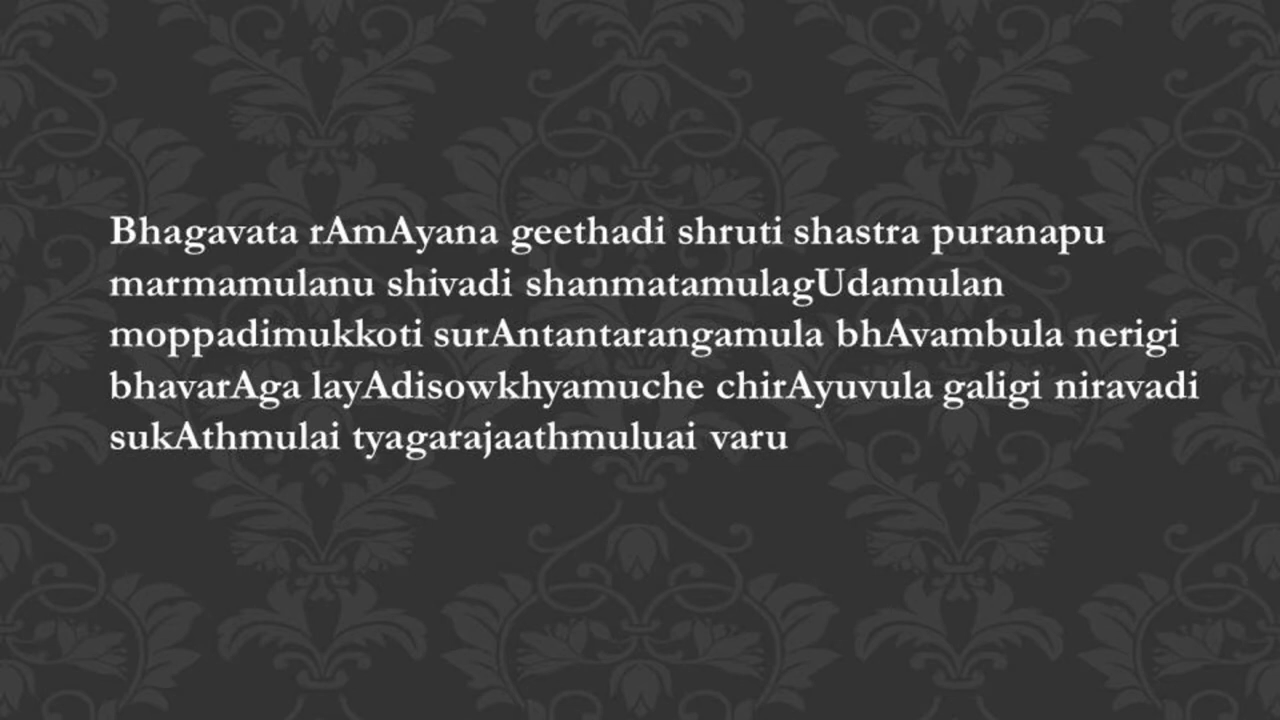 Bhagavata rAmAyana geethadi shruti shastra puranapu
marmamulanu shivadi shanmatamulagUdamulan
moppadimukkoti surAntantarangamula bhAvambula nerigi
bhavarAga layAdisowkhyamuche chirAyuvula galigi niravadi
sukAthmulai tyagarajaathmuluai varu